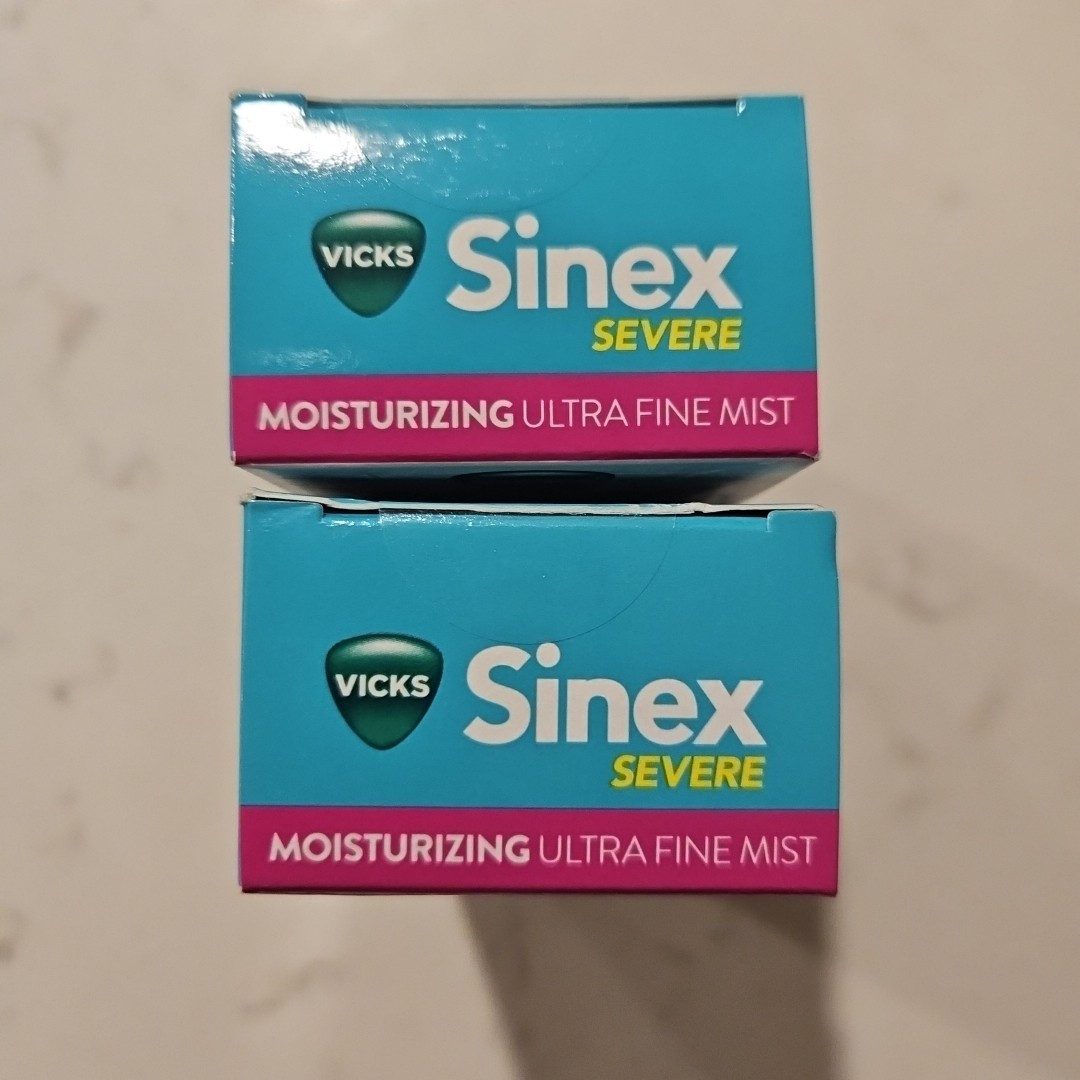 VICKS Sinex
SEVERE
MOISTURIZING ULTRA FINE MIST
VICKS Sinex
SEVERE
MOISTURIZING ULTRA FINE MIST